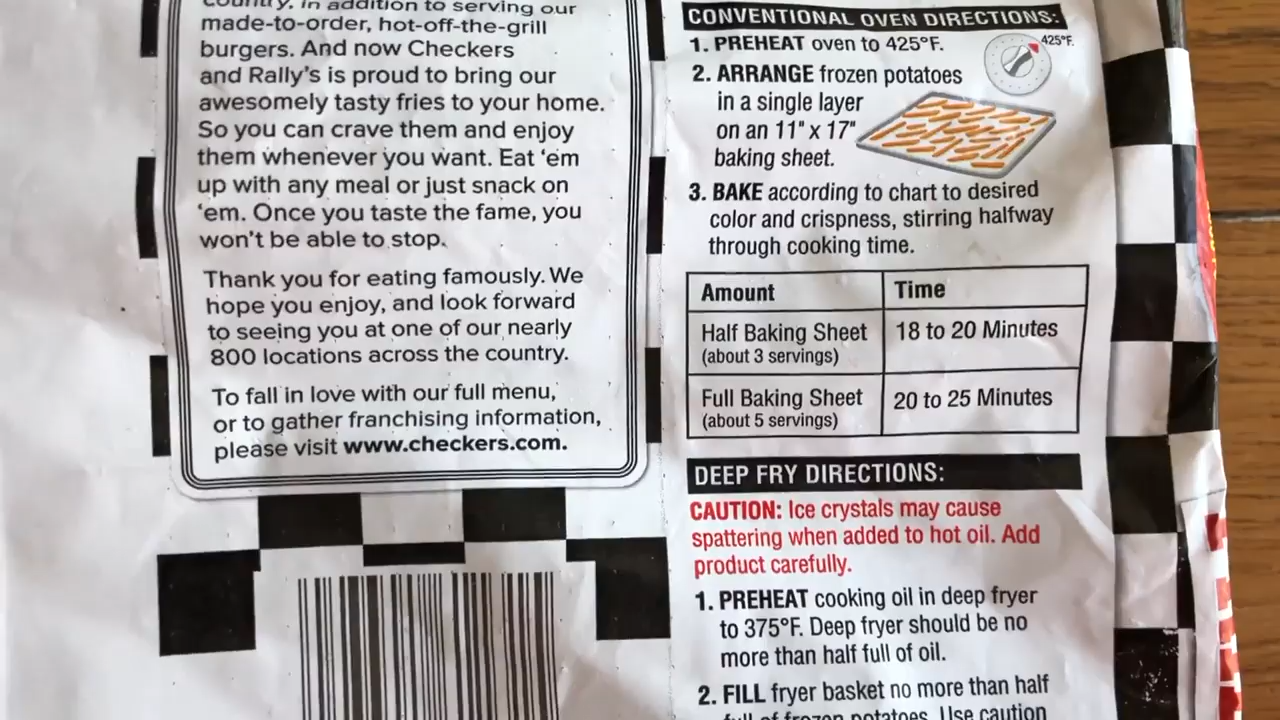 country. In addition to serving our
made-to-order, hot-off-the-grill
burgers. And now Checkers
and Rally's is proud to bring our
awesomely tasty fries to your home.
So you can crave them and enjoy
them whenever you want. Eat 'em
up with any meal or just snack on
'em. Once you taste the fame, you
won't be able to stop.
Thank you for eating famously. We
hope you enjoy, and look forward
to seeing you at one of our nearly
800 locations across the country.
To fall in love with our full menu,
or to gather franchising information,
please visit www.checkers.com.
CONVENTIONAL OVEN DIRECTIONS:
1. PREHEAT oven to 425°F.
425°F.
2. ARRANGE frozen potatoes
in a single layer
on an 11" x 17"
baking sheet.
3. BAKE according to chart to desired
color and crispness, stirring halfway
through cooking time.
Amount Time
Half Baking Sheet 18 to 20 Minutes
(about 3 servings)
Full Baking Sheet 20 to 25 Minutes
(about 5 servings)
DEEP FRY DIRECTIONS:
CAUTION: Ice crystals may cause
spattering when added to hot oil. Add
product carefully.
1. PREHEAT cooking oil in deep fryer
to 375°F. Deep fryer should be no
more than half full of oil.
2. FILL fryer basket no more than half
full of frozen potatoes. Use caution